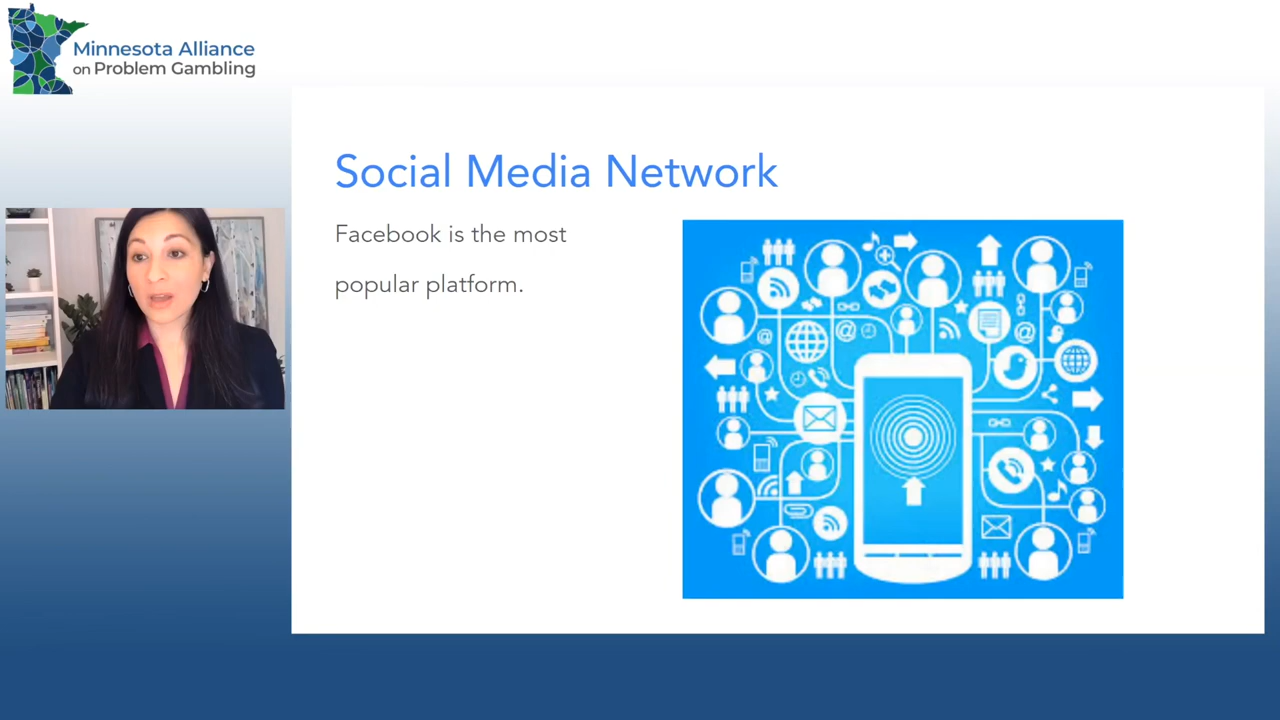 Minnesota Alliance
on Problem Gambling
Social Media Network
Facebook is the most
popular platform.